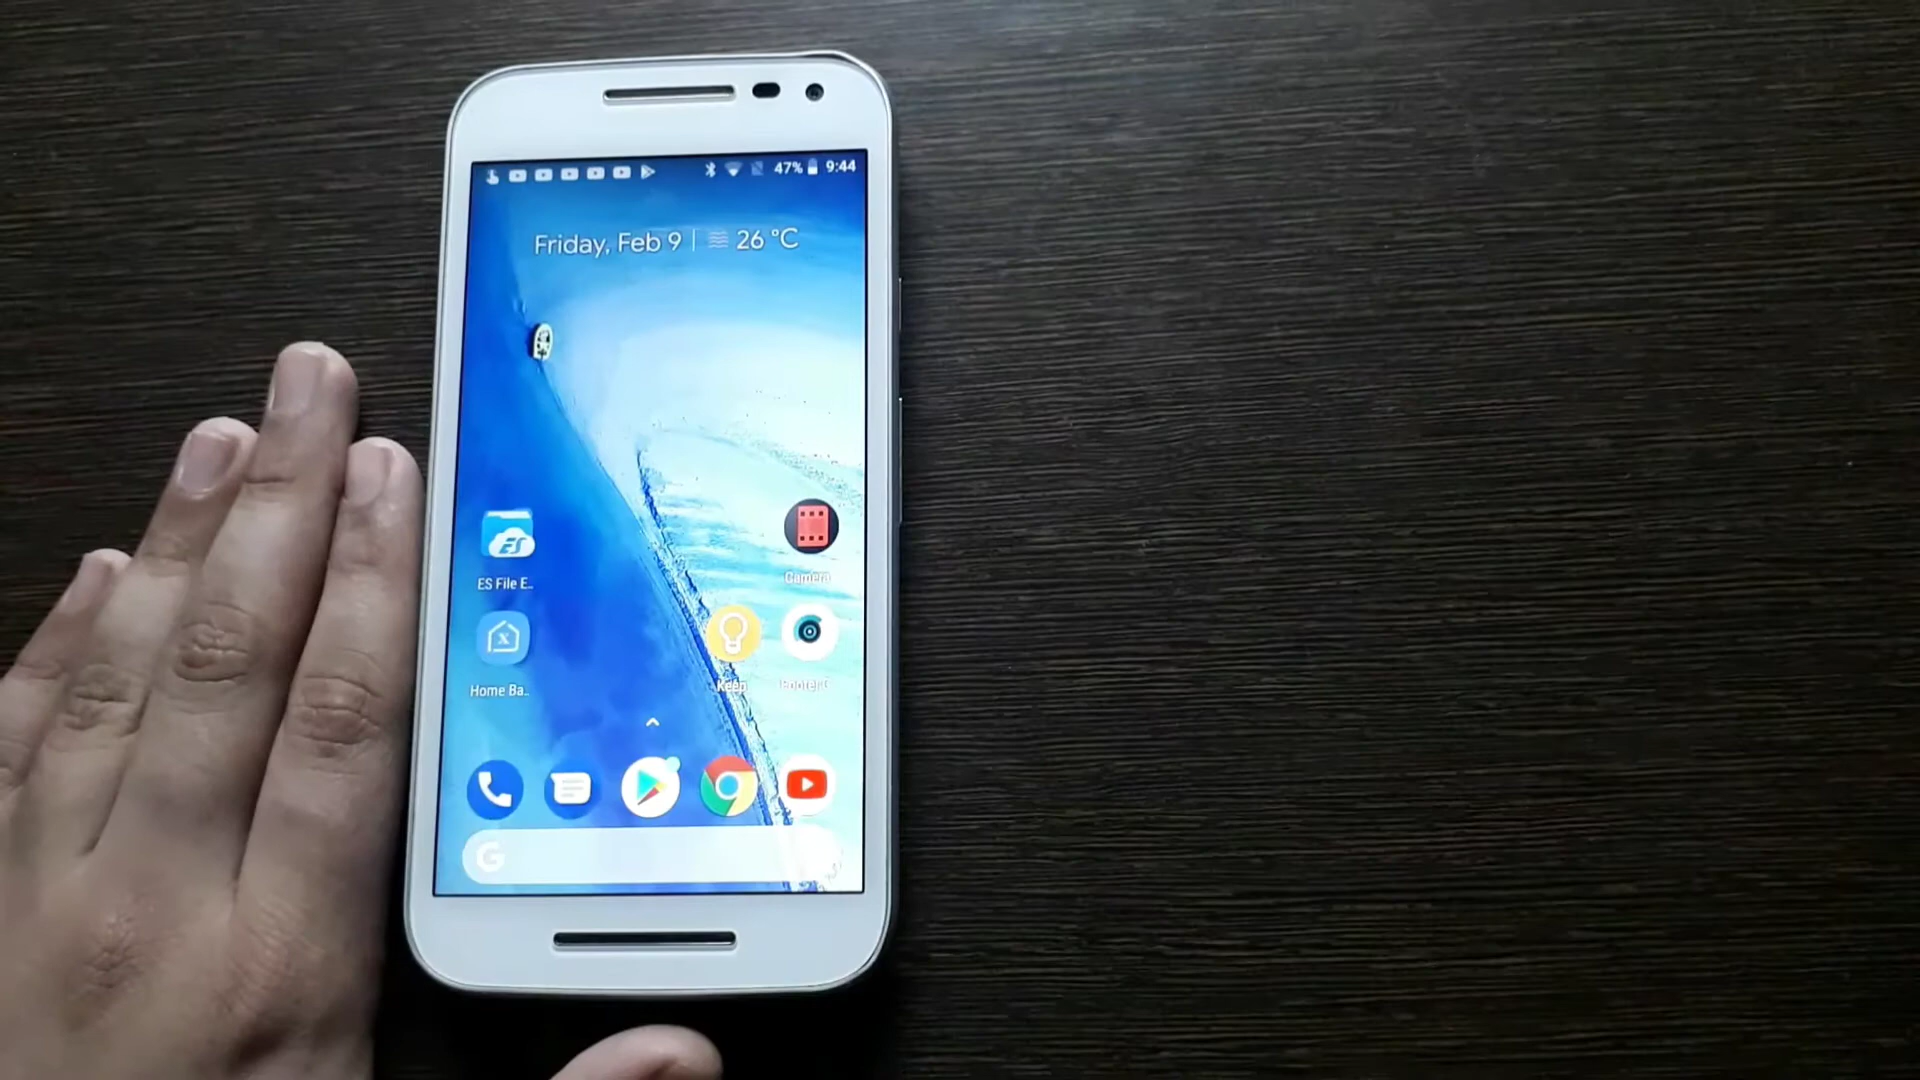 47% 9:44
Friday, Feb 9 | 26 °C
ES File E..
Camera
Home Ba..
Keep